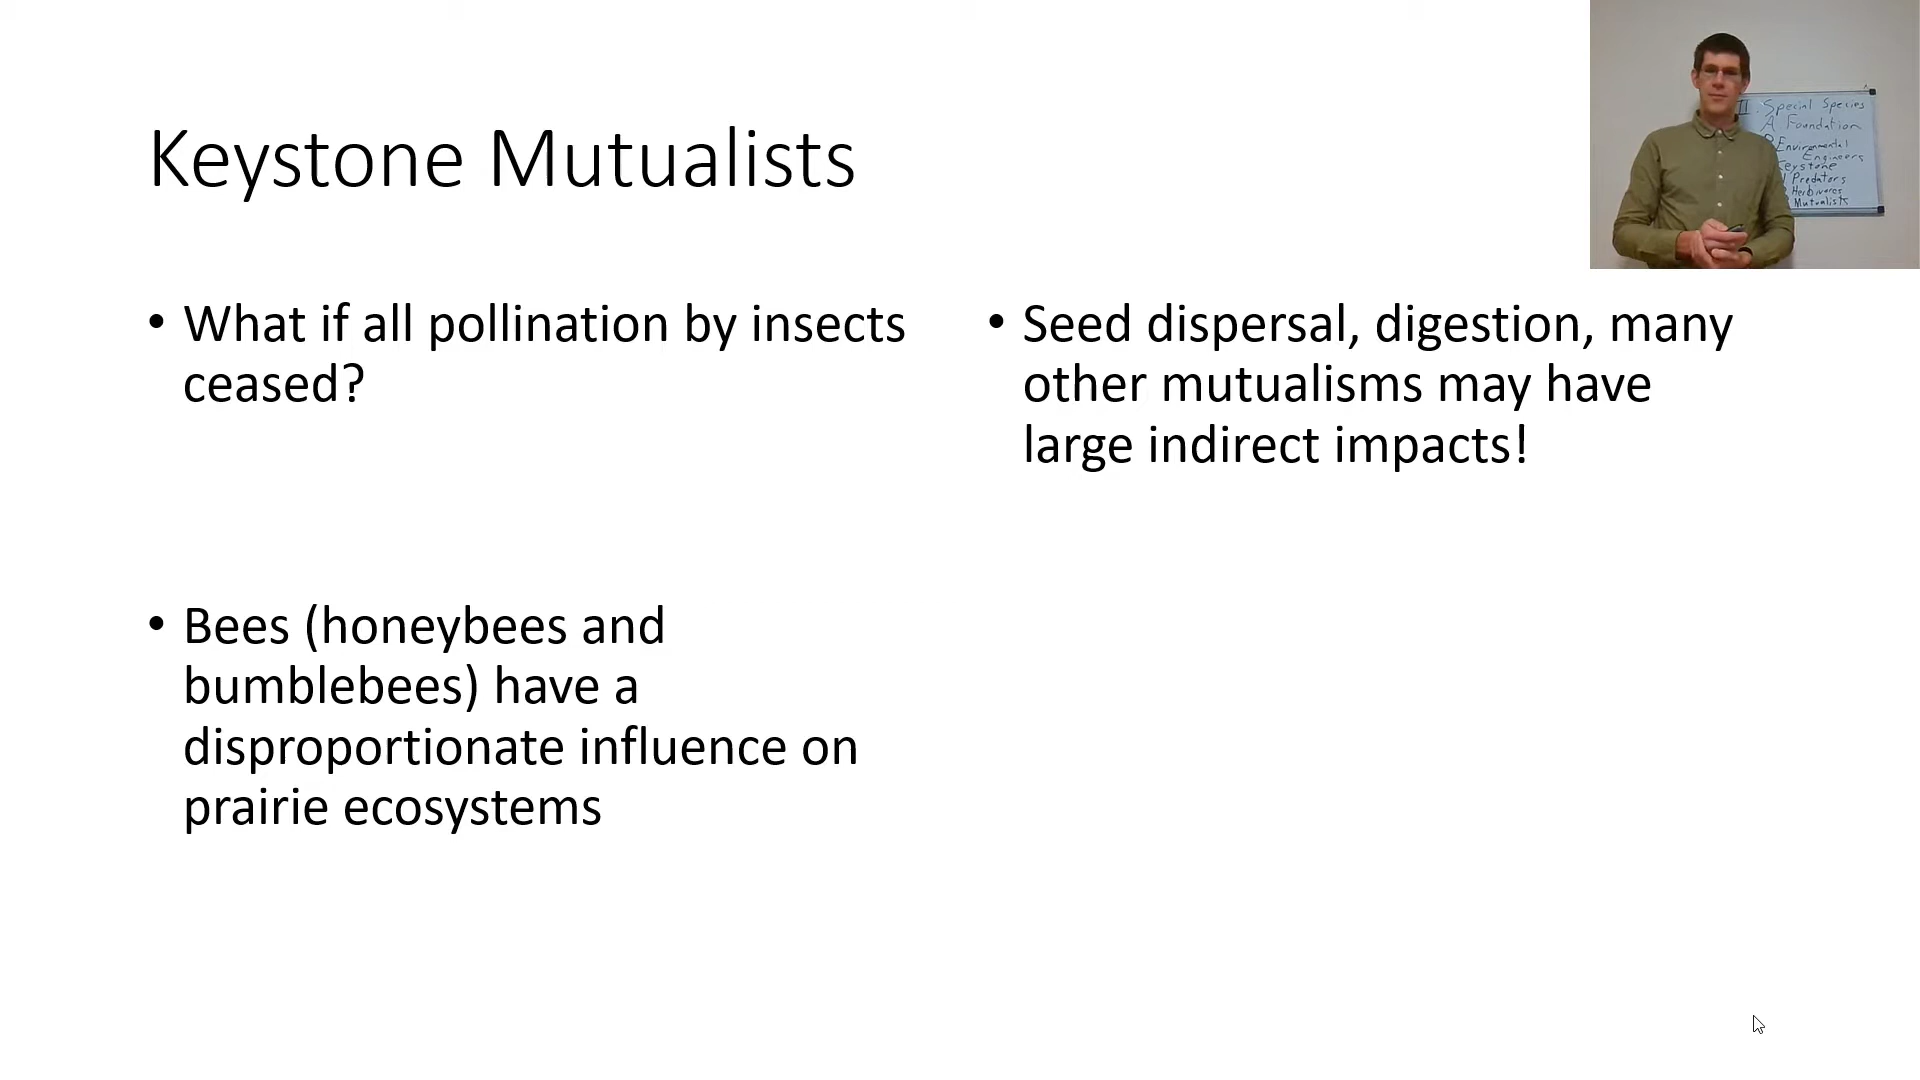 Keystone Mutualists
• What if all pollination by insects
ceased?
• Bees (honeybees and
bumblebees) have a
disproportionate influence on
prairie ecosystems
• Seed dispersal, digestion, many
other mutualisms may have
large indirect impacts!
II. Special Species
A Foundation
Environmental
Engineers
Keystone
Predators
Herbivores
Mutualists